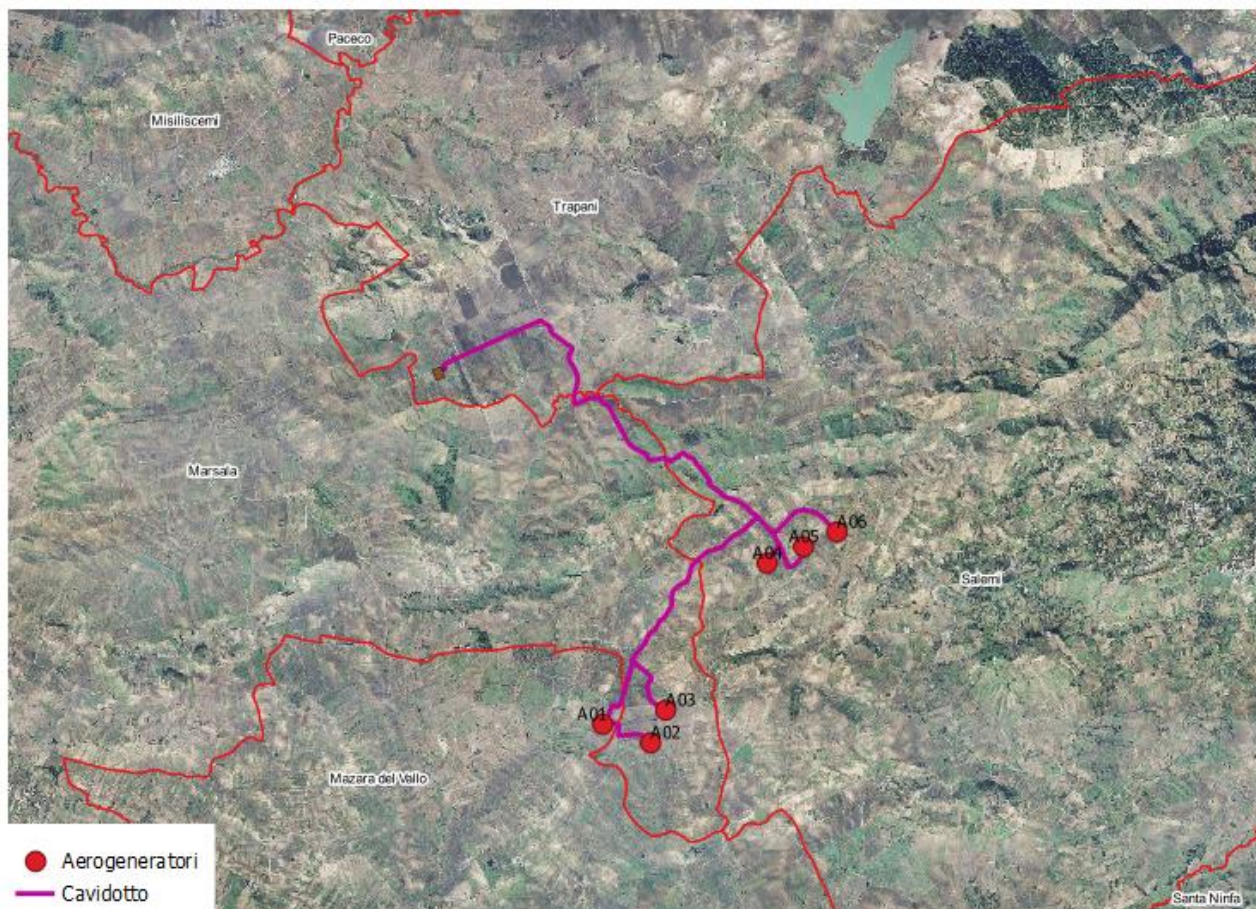 Paceco
Misiliscemi
Trapani
Marsala
A06
A05
A04
Salemi
A03
A01
A02
Mazara del Vallo
Aerogeneratori
Cavidotto
Santa Ninfa